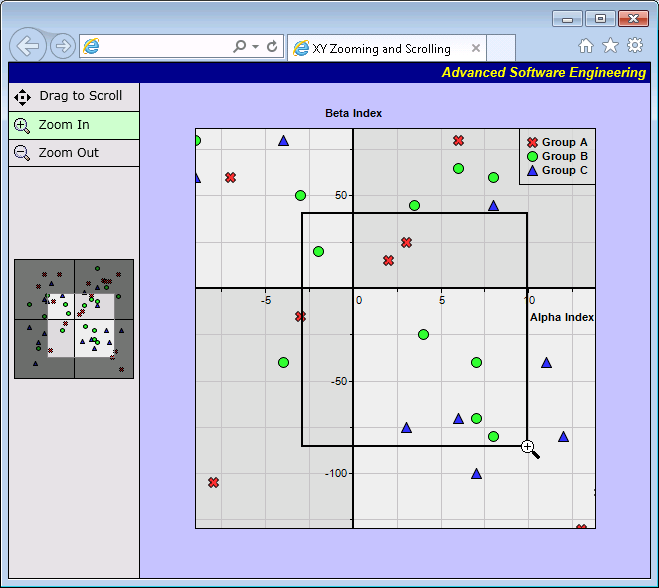 XY Zooming and Scrolling
Advanced Software Engineering
Drag to Scroll
Zoom In
Zoom Out
Beta Index
Group A
Group B
Group C
50
-5
0
5
10
Alpha Index
-50
-100